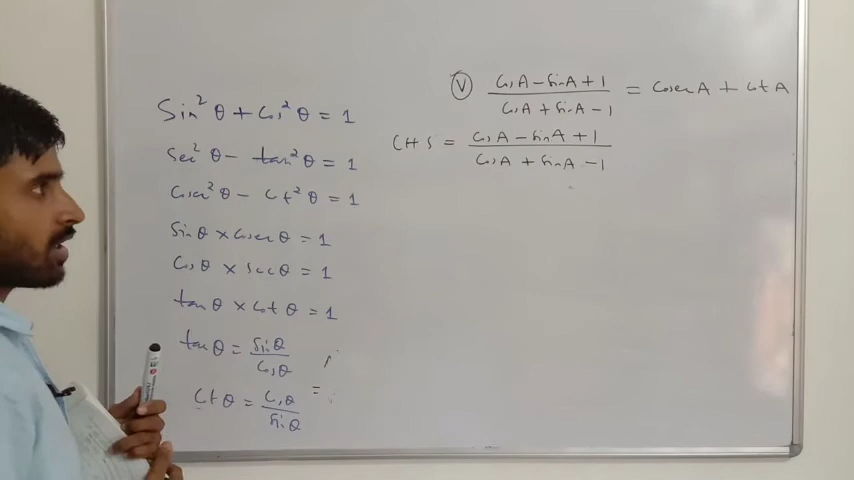 Sin²θ + Cos²θ = 1
Sec²θ - tan²θ = 1
Cosec²θ - Cot²θ = 1
Sinθ × Cosecθ = 1
Cosθ × Secθ = 1
tanθ × Cotθ = 1
tanθ = Sinθ / Cosθ
Cotθ = Cosθ / Sinθ =
(V) CosA - SinA + 1 / CosA + SinA - 1 = CosecA + CotA
LHS = CosA - SinA + 1 / CosA + SinA - 1